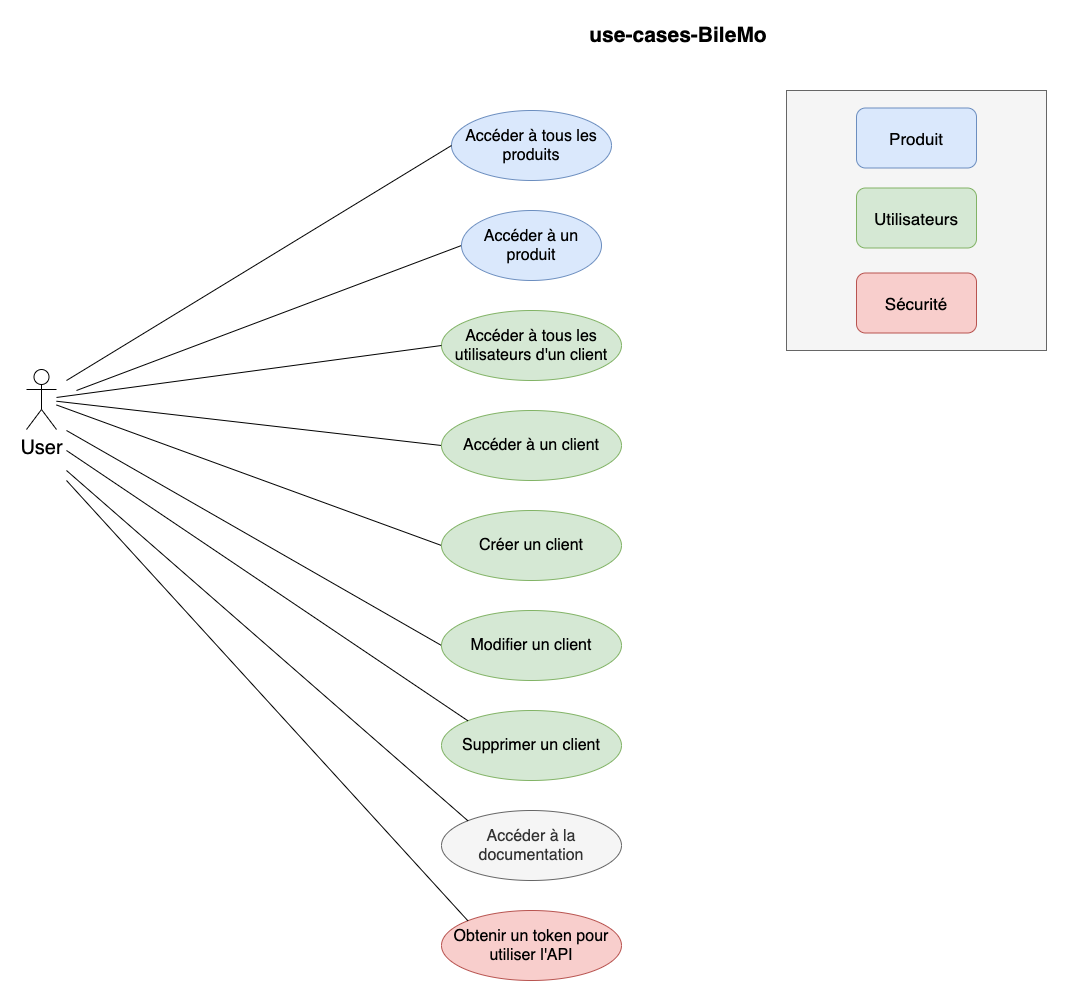 use-cases-BileMo
Accéder à tous les
produits
Accéder à un
produit
Accéder à tous les
utilisateurs d'un client
Accéder à un client
Créer un client
Modifier un client
Supprimer un client
Accéder à la
documentation
Obtenir un token pour
utiliser l'API
User
Produit
Utilisateurs
Sécurité